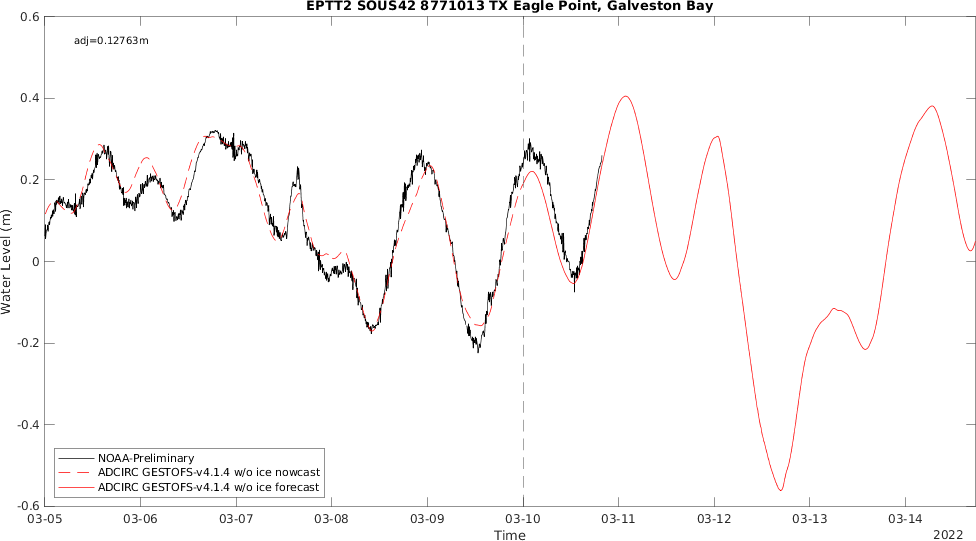 EPTT2 SOUS42 8771013 TX Eagle Point, Galveston Bay
adj=0.12763m
Water Level (m)
0.6
0.4
0.2
0
-0.2
-0.4
-0.6
NOAA-Preliminary
ADCIRC GESTOFS-v4.1.4 w/o ice nowcast
ADCIRC GESTOFS-v4.1.4 w/o ice forecast
03-05 03-06 03-07 03-08 03-09 03-10 03-11 03-12 03-13 03-14
Time
2022